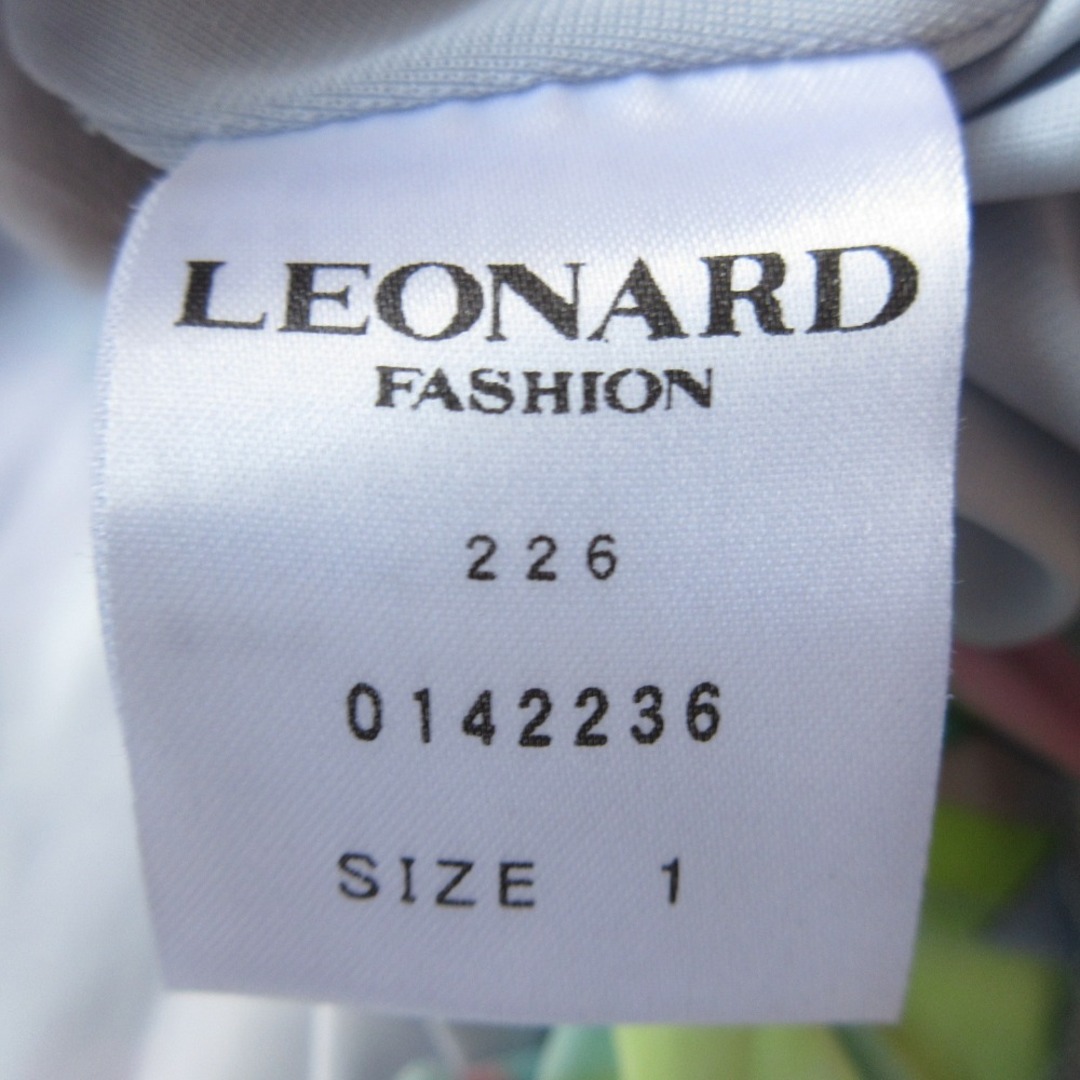 LEONARD
FASHION
226
0142236
SIZE 1